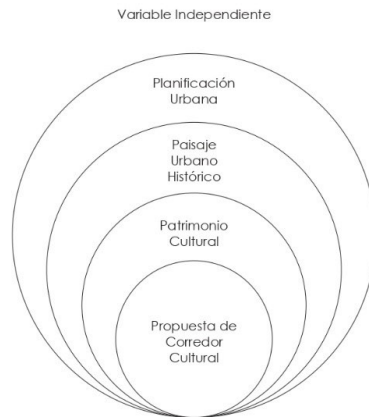 Variable Independiente
Planificación
Urbana
Paisaje
Urbano
Histórico
Patrimonio
Cultural
Propuesta de
Corredor
Cultural